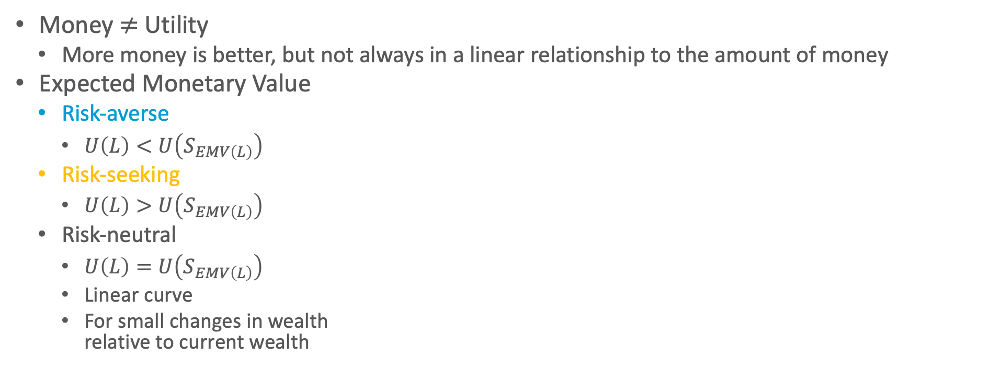 • Money ≠ Utility
• More money is better, but not always in a linear relationship to the amount of money
• Expected Monetary Value
• Risk-averse
• U(L) < U(S_{EMV(L)})
• Risk-seeking
• U(L) > U(S_{EMV(L)})
• Risk-neutral
• U(L) = U(S_{EMV(L)})
• Linear curve
• For small changes in wealth
relative to current wealth